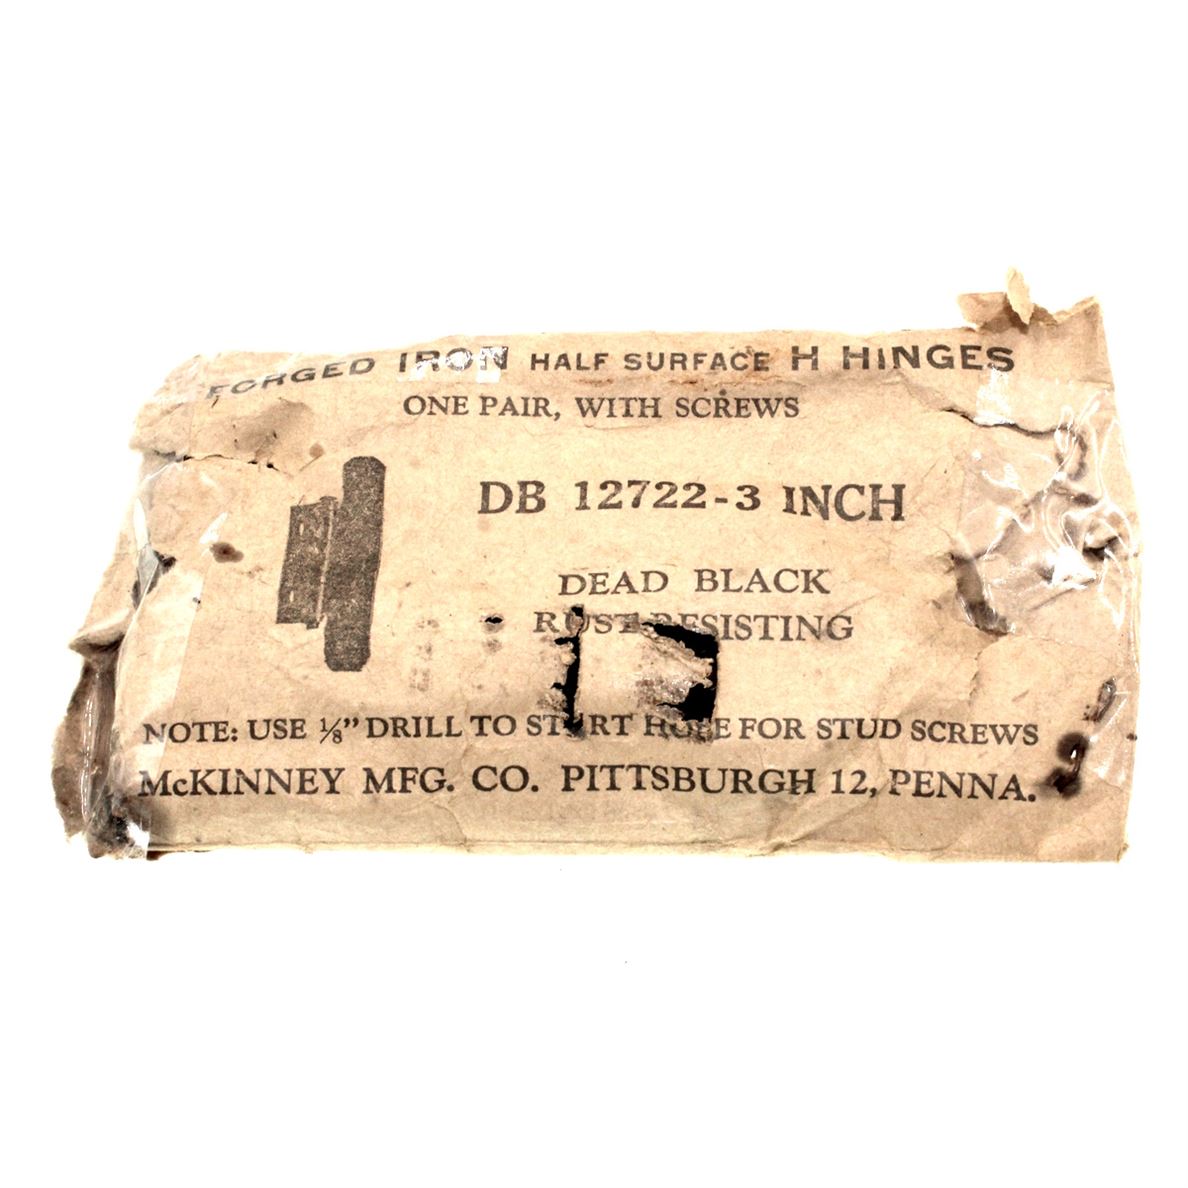 FORGED IRON HALF SURFACE H HINGES
ONE PAIR, WITH SCREWS
DB 12722-3 INCH
DEAD BLACK
RUST RESISTING
NOTE: USE ⅛" DRILL TO START HOLE FOR STUD SCREWS
McKINNEY MFG. CO. PITTSBURGH 12, PENNA.